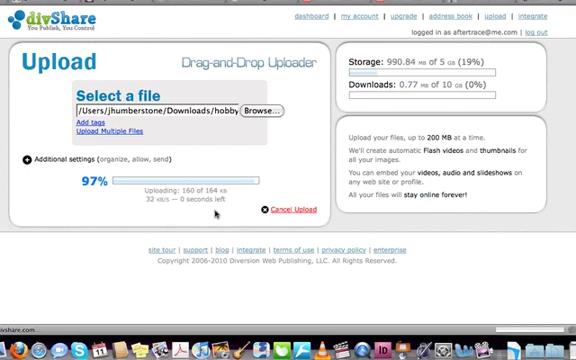 divShare
You Publish, You Control
dashboard | my account | upgrade | address book | upload | integrate
logged in as aftertrace@me.com | log out
Upload
Drag-and-Drop Uploader
Select a file
/Users/jhumberstone/Downloads/hobby
Browse...
Add tags
Upload Multiple Files
Additional settings (organize, allow, send)
97%
Uploading: 160 of 164 KB
32 KB/s — 0 seconds left
Cancel Upload
Storage: 990.84 MB of 5 GB (19%)
Downloads: 0.77 MB of 10 GB (0%)
Upload your files, up to 200 MB at a time.
We'll create automatic Flash videos and thumbnails for all your images.
You can embed your videos, audio and slideshows on any web site or profile.
All your files will stay online forever!
site tour | support | blog | integrate | terms of use | privacy policy | enterprise
Copyright 2006-2010 Diversion Web Publishing, LLC. All Rights Reserved.
ivshare.com...